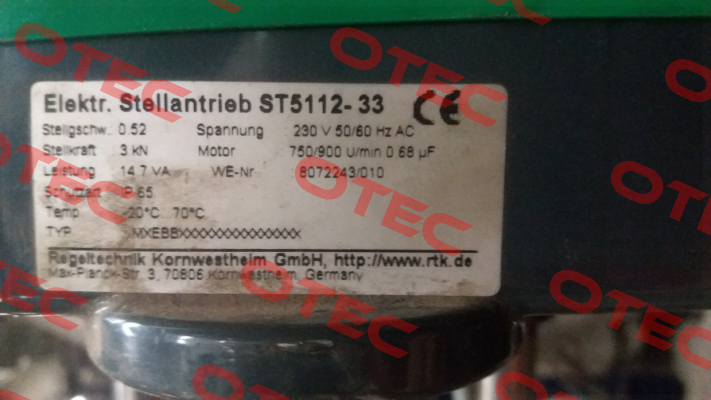 Elektr. Stellantrieb ST5112- 33 CE
Stellgschw.: 0.52 Spannung : 230 V 50/60 Hz AC
Stellkraft : 3 kN Motor : 750/900 U/min 0.68 µF
Leistung : 14.7 VA WE-Nr. : 8072243/010
Schutzart : IP 65
Temp. : -20°C...70°C
TYP :
Regeltechnik Kornwestheim GmbH, http://www.rtk.de
Max-Planck-Str. 3, 70806 Kornwestheim, Germany
OTEC
OTEC
OTEC
OTEC
OTEC
OTEC
OTEC
OTEC